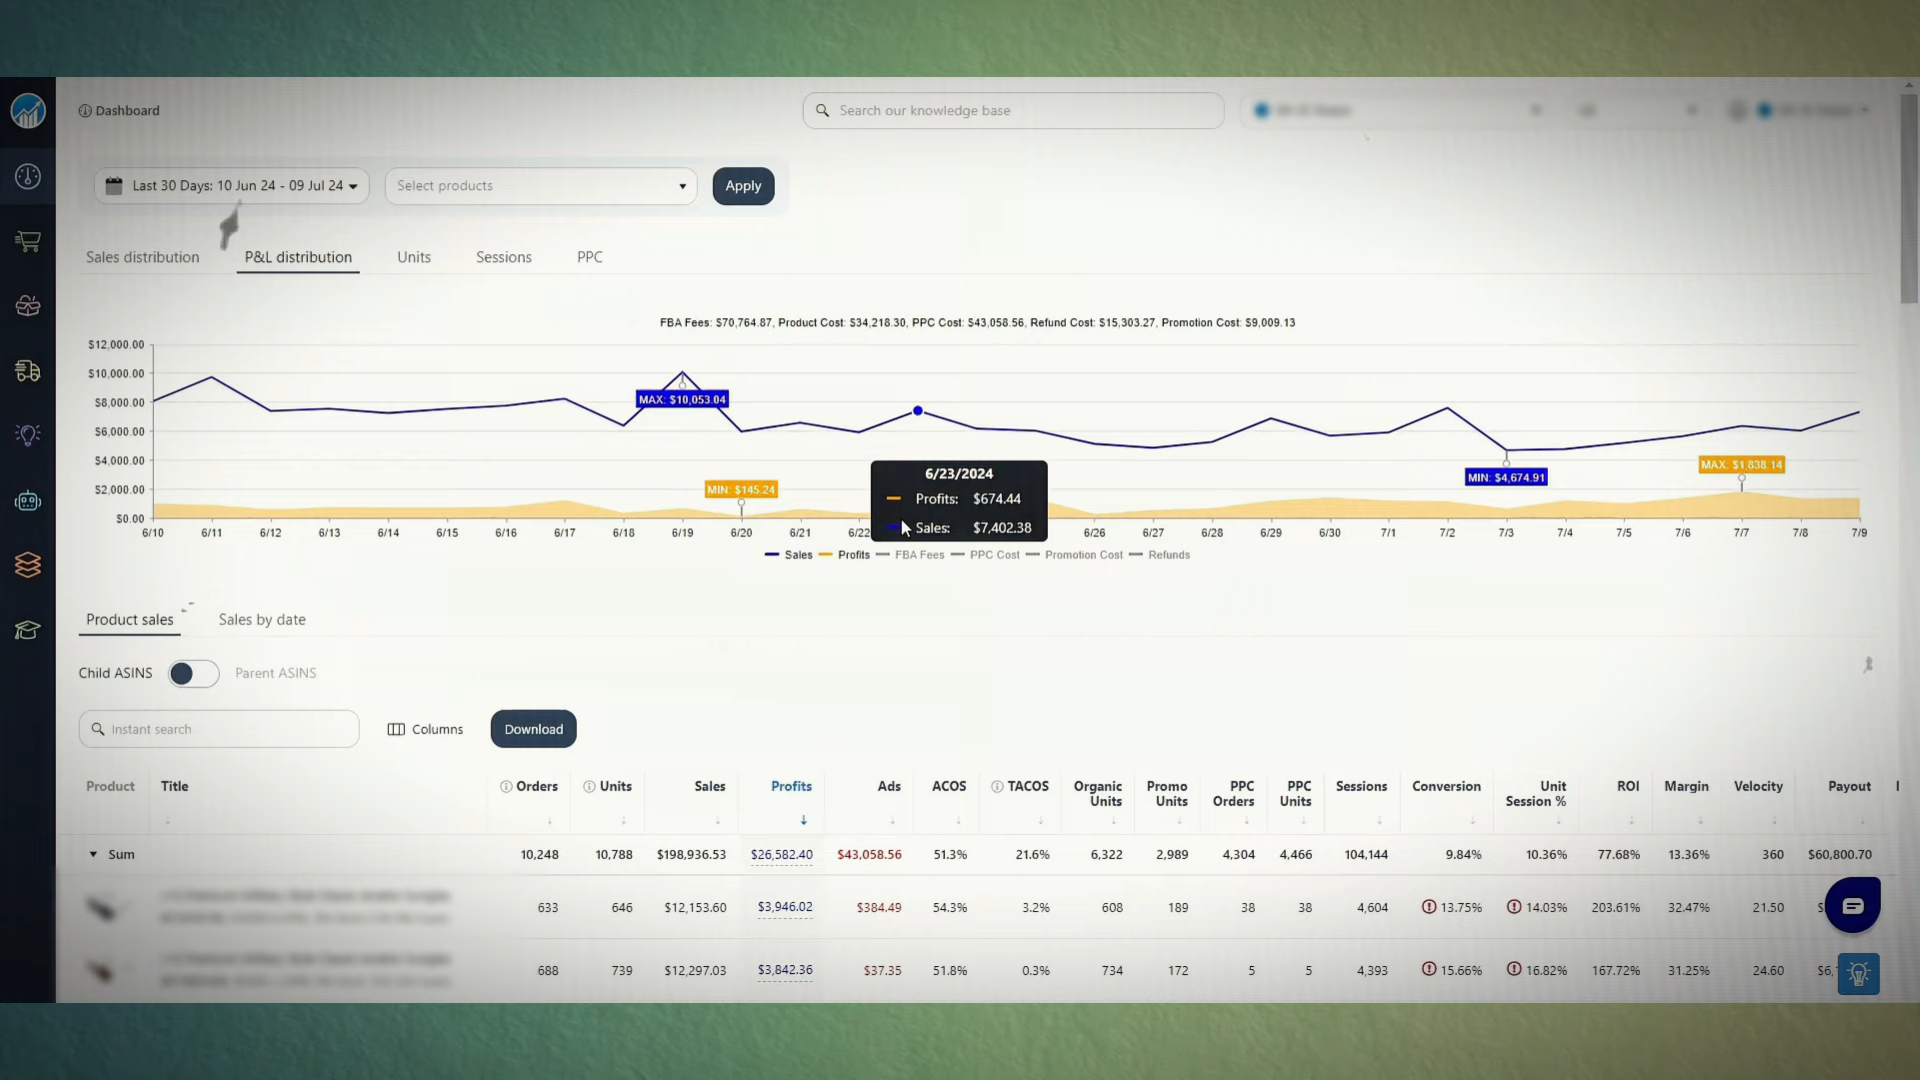 Dashboard
Search our knowledge base
Last 30 Days: 10 Jun 24 - 09 Jul 24
Select products
Apply
Sales distribution
P&L distribution
Units
Sessions
PPC
FBA Fees: $70,764.87, Product Cost: $34,218.30, PPC Cost: $43,058.56, Refund Cost: $15,303.27, Promotion Cost: $9,009.13
$12,000.00
$10,000.00
$8,000.00
$6,000.00
$4,000.00
$2,000.00
$0.00
MAX: $10,053.04
MIN: $145.24
MIN: $4,674.91
MAX: $1,838.14
6/23/2024
Profits: $674.44
Sales: $7,402.38
6/10 6/11 6/12 6/13 6/14 6/15 6/16 6/17 6/18 6/19 6/20 6/21 6/22 6/26 6/27 6/28 6/29 6/30 7/1 7/2 7/3 7/4 7/5 7/6 7/7 7/8 7/9
Sales Profits FBA Fees PPC Cost Promotion Cost Refunds
Product sales
Sales by date
Child ASINS
Parent ASINS
Instant search
Columns
Download
Product Title Orders Units Sales Profits Ads ACOS TACOS Organic Units Promo Units PPC Orders PPC Units Sessions Conversion Unit Session % ROI Margin Velocity Payout
Sum 10,248 10,788 $198,936.53 $26,582.40 $43,058.56 51.3% 21.6% 6,322 2,989 4,304 4,466 104,144 9.84% 10.36% 77.68% 13.36% 360 $60,800.70
633 646 $12,153.60 $3,946.02 $384.49 54.3% 3.2% 608 189 38 38 4,604 13.75% 14.03% 203.61% 32.47% 21.50
688 739 $12,297.03 $3,842.36 $37.35 51.8% 0.3% 734 172 5 5 4,393 15.66% 16.82% 167.72% 31.25% 24.60